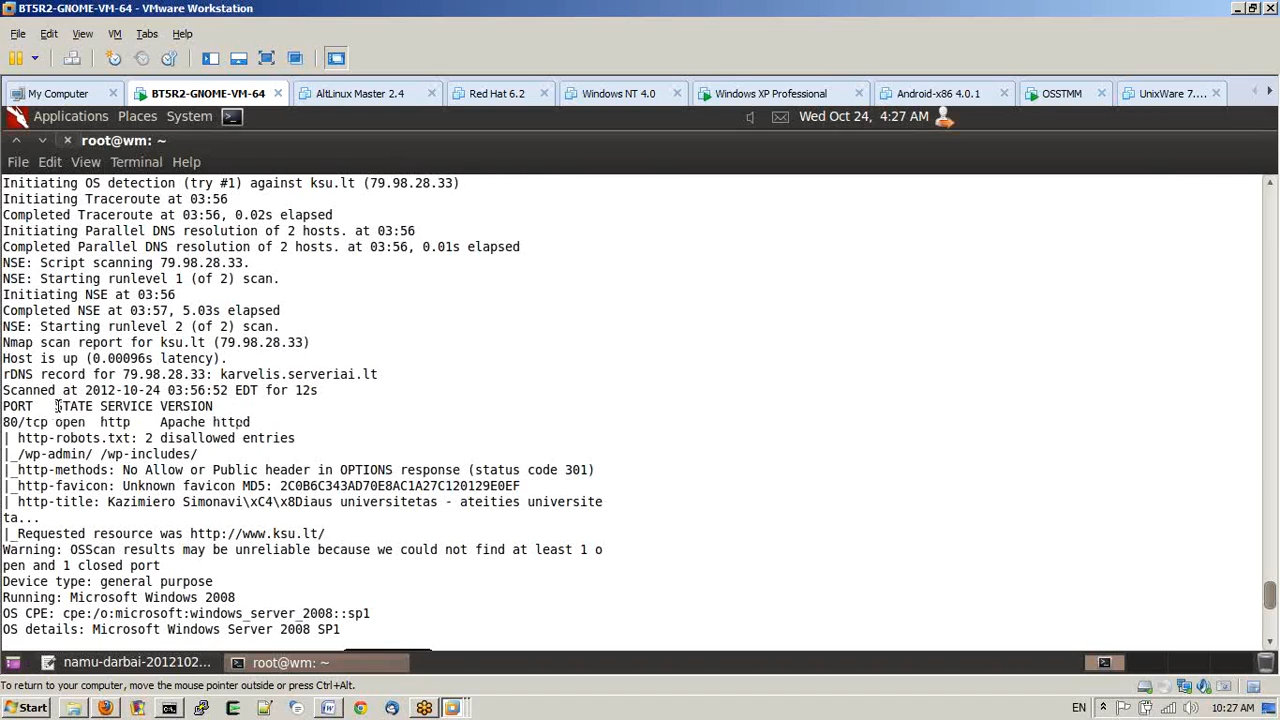 BT5R2-GNOME-VM-64 - VMware Workstation
File Edit View VM Tabs Help
My Computer BT5R2-GNOME-VM-64 AltLinux Master 2.4 Red Hat 6.2 Windows NT 4.0 Windows XP Professional Android-x86 4.0.1 OSSTMM UnixWare 7....
Applications Places System Wed Oct 24, 4:27 AM
root@wm: ~
File Edit View Terminal Help
Initiating OS detection (try #1) against ksu.lt (79.98.28.33)
Initiating Traceroute at 03:56
Completed Traceroute at 03:56, 0.02s elapsed
Initiating Parallel DNS resolution of 2 hosts. at 03:56
Completed Parallel DNS resolution of 2 hosts. at 03:56, 0.01s elapsed
NSE: Script scanning 79.98.28.33.
NSE: Starting runlevel 1 (of 2) scan.
Initiating NSE at 03:56
Completed NSE at 03:57, 5.03s elapsed
NSE: Starting runlevel 2 (of 2) scan.
Nmap scan report for ksu.lt (79.98.28.33)
Host is up (0.00096s latency).
rDNS record for 79.98.28.33: karvelis.serveriai.lt
Scanned at 2012-10-24 03:56:52 EDT for 12s
PORT STATE SERVICE VERSION
80/tcp open http Apache httpd
| http-robots.txt: 2 disallowed entries
|_/wp-admin/ /wp-includes/
|_http-methods: No Allow or Public header in OPTIONS response (status code 301)
|_http-favicon: Unknown favicon MD5: 2C0B6C343AD70E8AC1A27C120129E0EF
| http-title: Kazimiero Simonavi\xC4\x8Diaus universitetas - ateities universite
ta...
|_Requested resource was http://www.ksu.lt/
Warning: OSScan results may be unreliable because we could not find at least 1 o
pen and 1 closed port
Device type: general purpose
Running: Microsoft Windows 2008
OS CPE: cpe:/o:microsoft:windows_server_2008::sp1
OS details: Microsoft Windows Server 2008 SP1
namu-darbai-2012102... root@wm: ~
To return to your computer, move the mouse pointer outside or press Ctrl+Alt.
Start EN 10:27 AM